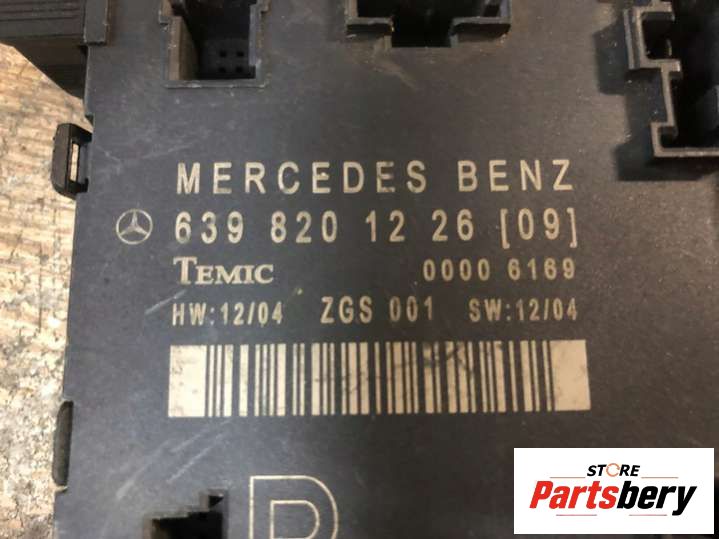 MERCEDES BENZ
639 820 12 26 [09]
TEMIC 0000 6169
HW:12/04 ZGS 001 SW:12/04
R
STORE
Partsbery